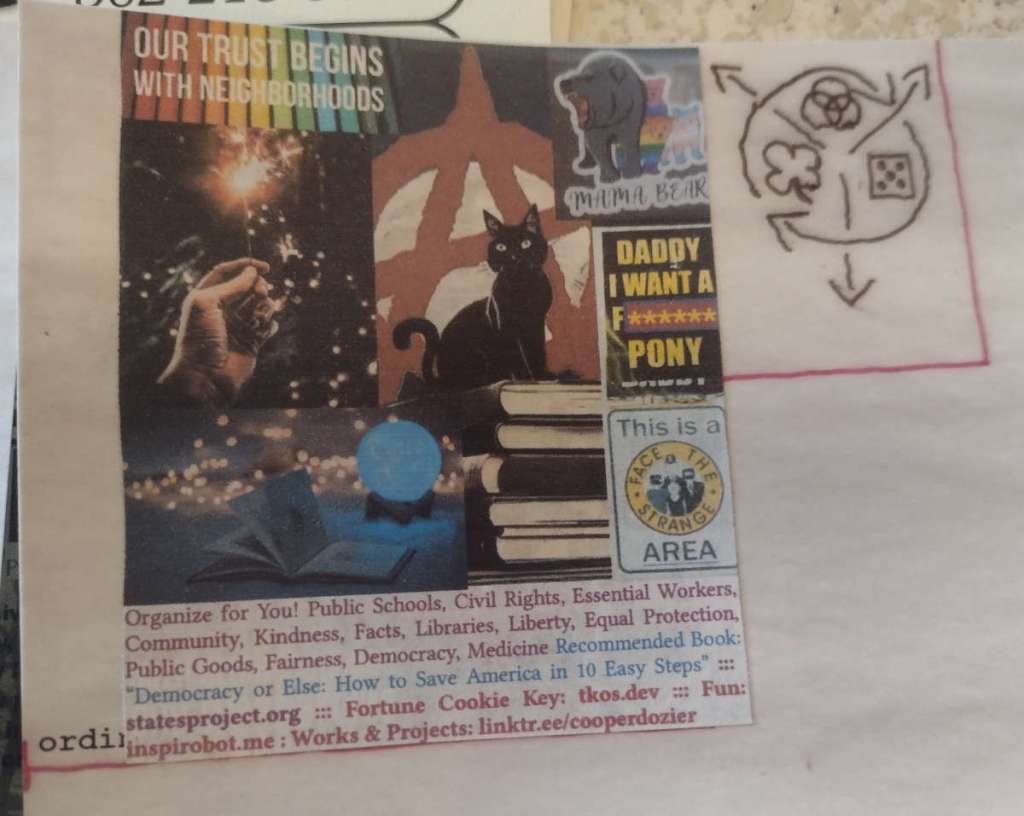 OUR TRUST BEGINS
WITH NEIGHBORHOODS
MAMA BEAR
DADDY
I WANT A
F******
PONY
This is a
FACE THE
STRANGE
AREA
Organize for You! Public Schools, Civil Rights, Essential Workers,
Community, Kindness, Facts, Libraries, Liberty, Equal Protection,
Public Goods, Fairness, Democracy, Medicine Recommended Book:
“Democracy or Else: How to Save America in 10 Easy Steps” :::
statesproject.org ::: Fortune Cookie Key: tkos.dev ::: Fun:
inspirobot.me : Works & Projects: linktr.ee/cooperdozier
ordi